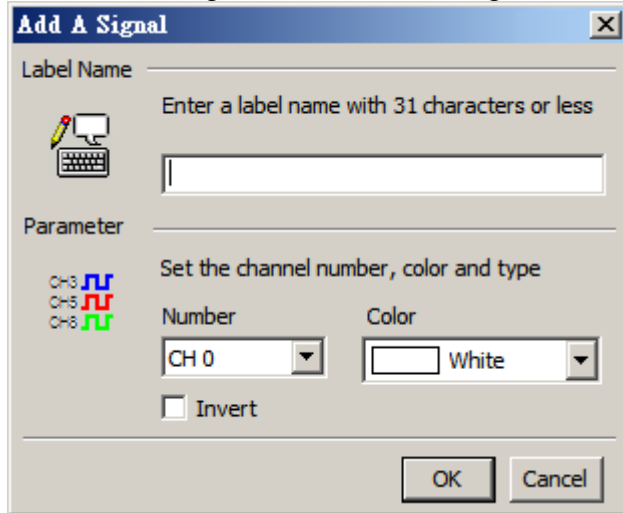 Add A Signal
Label Name
Enter a label name with 31 characters or less
Parameter
Set the channel number, color and type
CH3
CH5
CH8
Number Color
CH 0 White
Invert
OK Cancel